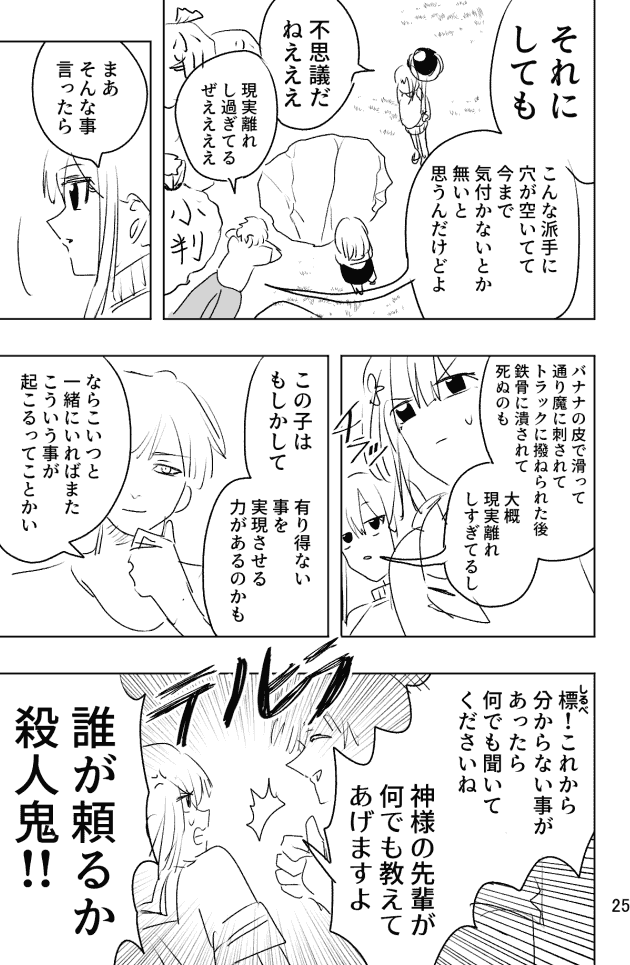 それに
しても
こんな派手に
穴が空いてて
今まで
気付かないとか
無いと
思うんだけどよ
不思議だ
ねえええ
現実離れ
し過ぎてる
ぜええええ
小判
まあ
そんな事
言ったら
バナナの皮で滑って
通り魔に刺されて
トラックに撥ねられた後
鉄骨に潰されて
死ぬのも
大概
現実離れ
しすぎてるし
この子は
もしかして
有り得ない
事を
実現させる
力があるのかも
ならこいつと
一緒にいればまた
こういう事が
起こるってことかい
標！これから
しるべ
分からない事が
あったら
何でも聞いて
くださいね
神様の先輩が
何でも教えて
あげますよ
誰が頼るか
殺人鬼!!
25